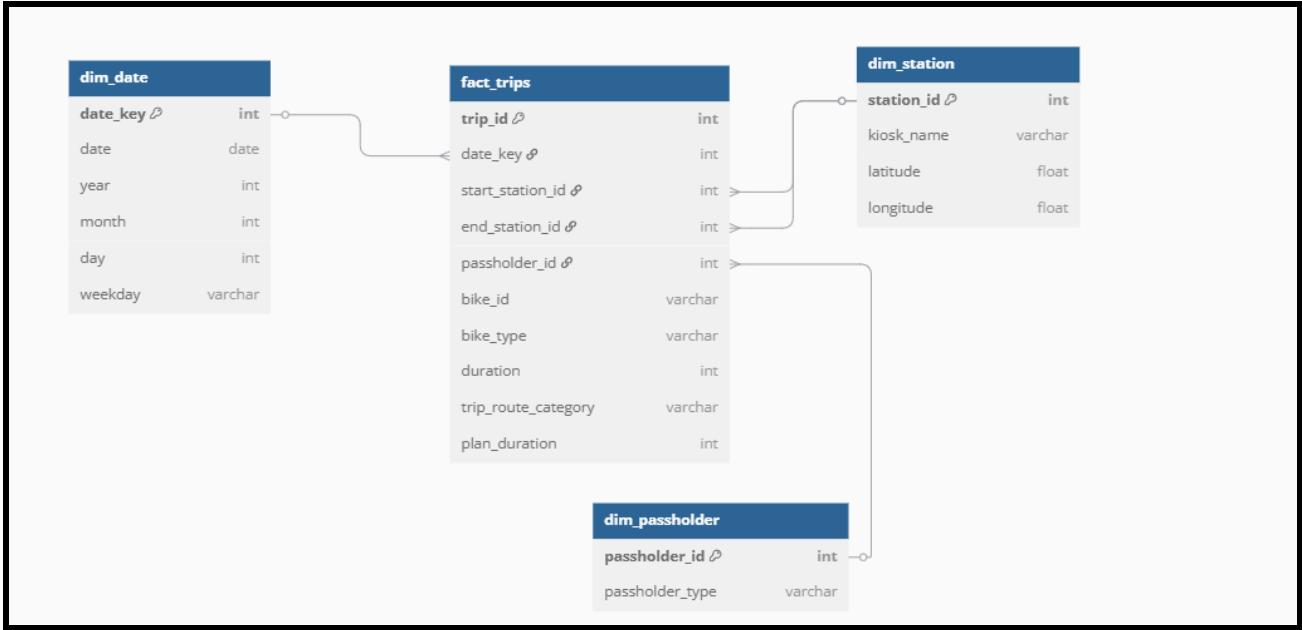 dim_date
date_key int
date date
year int
month int
day int
weekday varchar
fact_trips
trip_id int
date_key int
start_station_id int
end_station_id int
passholder_id int
bike_id varchar
bike_type varchar
duration int
trip_route_category varchar
plan_duration int
dim_station
station_id int
kiosk_name varchar
latitude float
longitude float
dim_passholder
passholder_id int
passholder_type varchar